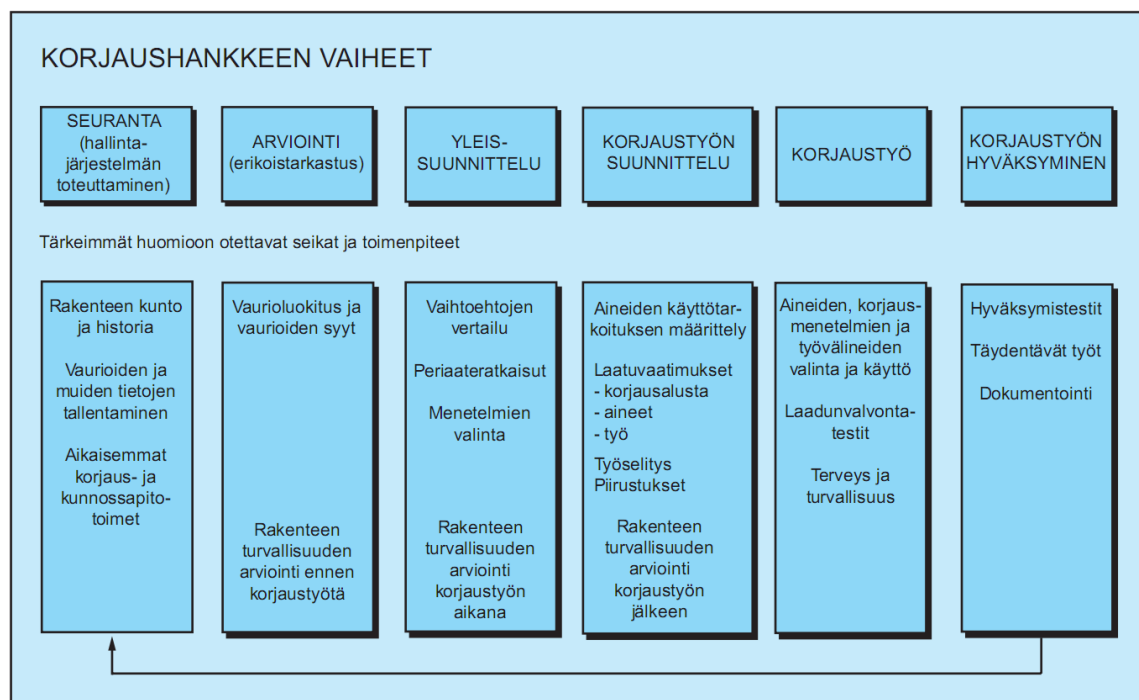 KORJAUSHANKKEEN VAIHEET
SEURANTA
(hallinta-
järjestelmän
toteuttaminen)
ARVIOINTI
(erikoistarkastus)
YLEIS-
SUUNNITTELU
KORJAUSTYÖN
SUUNNITTELU
KORJAUSTYÖ
KORJAUSTYÖN
HYVÄKSYMINEN
Tärkeimmät huomioon otettavat seikat ja toimenpiteet
Rakenteen kunto
ja historia
Vaurioiden ja
muiden tietojen
tallentaminen
Aikaisemmat
korjaus- ja
kunnossapito-
toimet
Vaurioluokitus ja
vaurioiden syyt
Rakenteen
turvallisuuden
arviointi ennen
korjaustyötä
Vaihtoehtojen
vertailu
Periaateratkaisut
Menetelmien
valinta
Rakenteen
turvallisuuden
arviointi
korjaustyön
aikana
Aineiden käyttötar-
koituksen määrittely
Laatuvaatimukset
- korjausalusta
- aineet
- työ
Työselitys
Piirustukset
Rakenteen
turvallisuuden
arviointi
korjaustyön
jälkeen
Aineiden, korjaus-
menetelmien ja
työvälineiden
valinta ja käyttö
Laadunvalvonta-
testit
Terveys ja
turvallisuus
Hyväksymistestit
Täydentävät työt
Dokumentointi